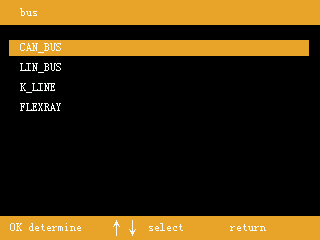 bus
CAN_BUS
LIN_BUS
K_LINE
FLEXRAY
OK determine ↑ ↓ select return